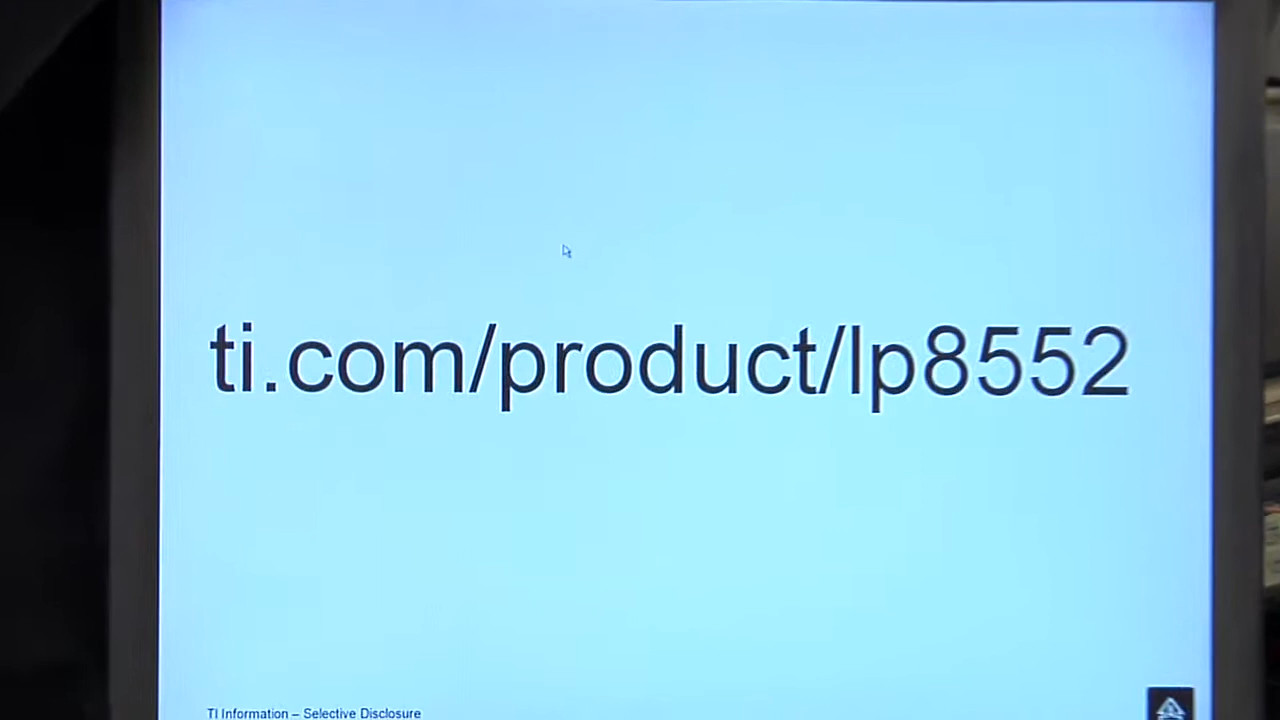 ti.com/product/lp8552
TI Information – Selective Disclosure